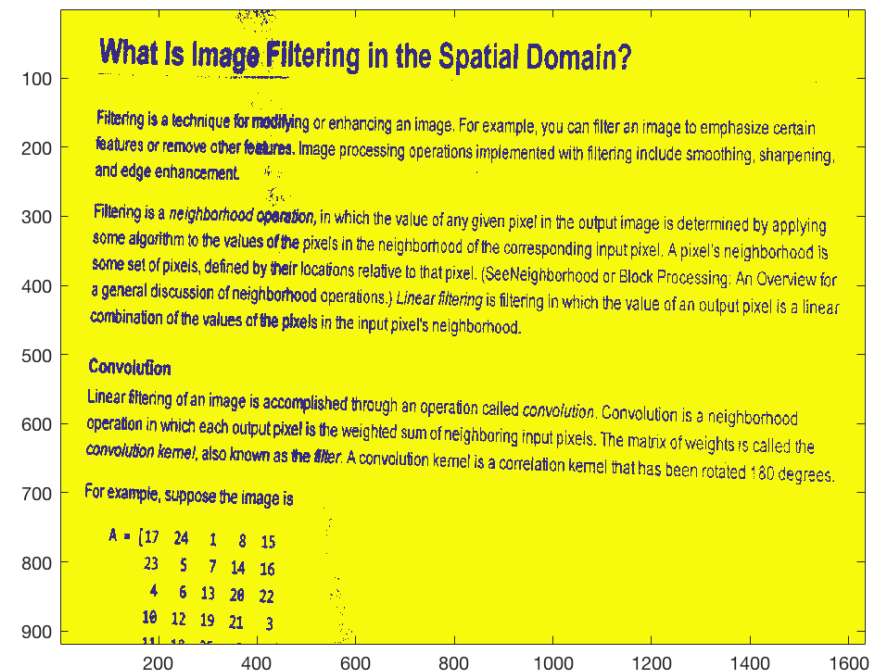 What Is Image Filtering in the Spatial Domain?
Filtering is a technique for modifying or enhancing an image. For example, you can filter an image to emphasize certain
features or remove other features. Image processing operations implemented with filtering include smoothing, sharpening,
and edge enhancement.
Filtering is a neighborhood operation, in which the value of any given pixel in the output image is determined by applying
some algorithm to the values of the pixels in the neighborhood of the corresponding input pixel. A pixel's neighborhood is
some set of pixels, defined by their locations relative to that pixel. (SeeNeighborhood or Block Processing: An Overview for
a general discussion of neighborhood operations.) Linear filtering is filtering in which the value of an output pixel is a linear
combination of the values of the pixels in the input pixel's neighborhood.
Convolution
Linear filtering of an image is accomplished through an operation called convolution. Convolution is a neighborhood
operation in which each output pixel is the weighted sum of neighboring input pixels. The matrix of weights is called the
convolution kernel, also known as the filter. A convolution kernel is a correlation kernel that has been rotated 180 degrees.
For example, suppose the image is
A = [17 24 1 8 15
23 5 7 14 16
4 6 13 20 22
10 12 19 21 3
100
200
300
400
500
600
700
800
900
200 400 600 800 1000 1200 1400 1600